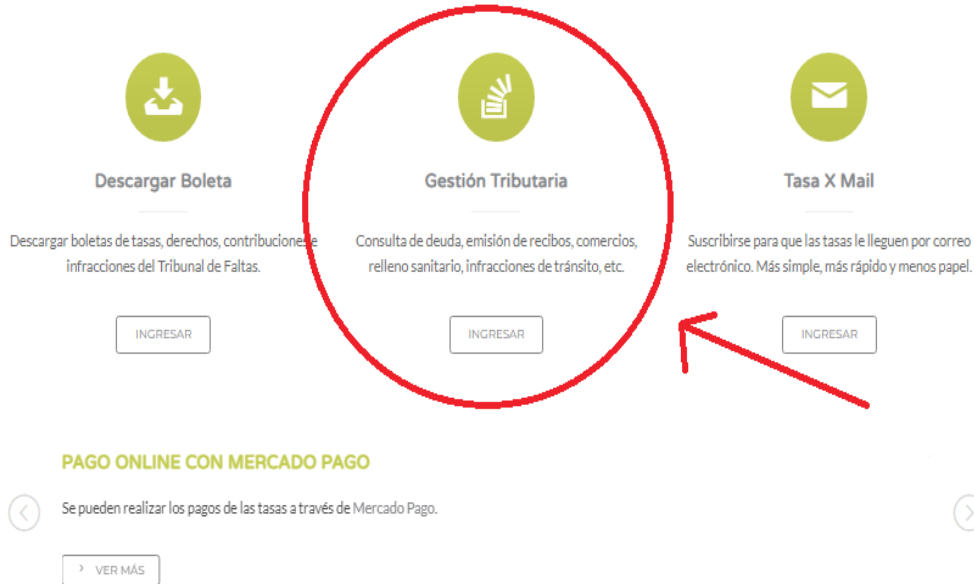 Descargar Boleta
Descargar boletas de tasas, derechos, contribuciones e
infracciones del Tribunal de Faltas.
INGRESAR
Gestión Tributaria
Consulta de deuda, emisión de recibos, comercios,
relleno sanitario, infracciones de tránsito, etc.
INGRESAR
Tasa X Mail
Suscribirse para que las tasas le lleguen por correo
electrónico. Más simple, más rápido y menos papel.
INGRESAR
PAGO ONLINE CON MERCADO PAGO
Se pueden realizar los pagos de las tasas a través de Mercado Pago.
VER MÁS